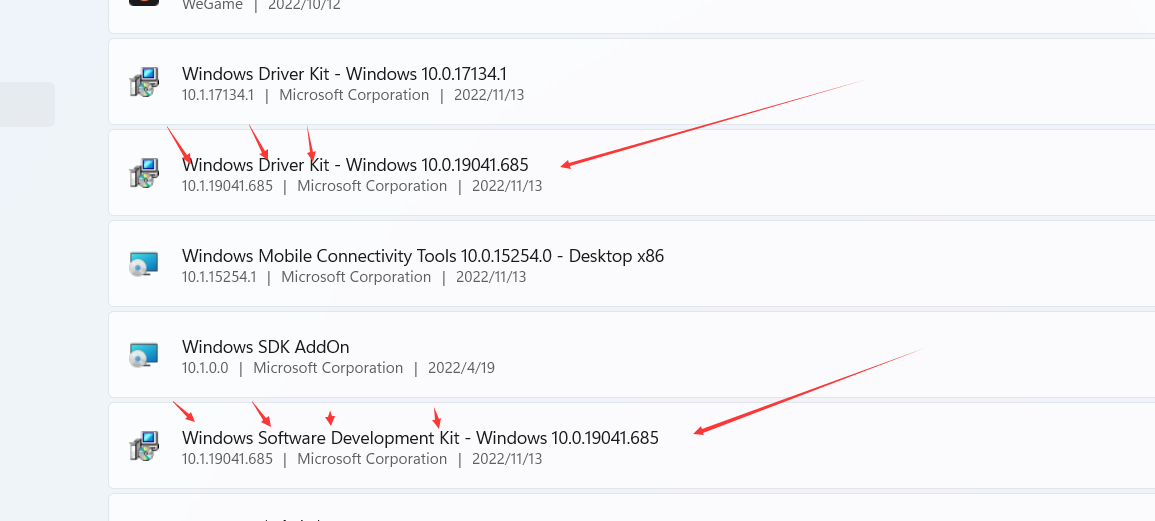 WeGame | 2022/10/12
Windows Driver Kit - Windows 10.0.17134.1
10.1.17134.1 | Microsoft Corporation | 2022/11/13
Windows Driver Kit - Windows 10.0.19041.685
10.1.19041.685 | Microsoft Corporation | 2022/11/13
Windows Mobile Connectivity Tools 10.0.15254.0 - Desktop x86
10.1.15254.1 | Microsoft Corporation | 2022/11/13
Windows SDK AddOn
10.1.0.0 | Microsoft Corporation | 2022/4/19
Windows Software Development Kit - Windows 10.0.19041.685
10.1.19041.685 | Microsoft Corporation | 2022/11/13